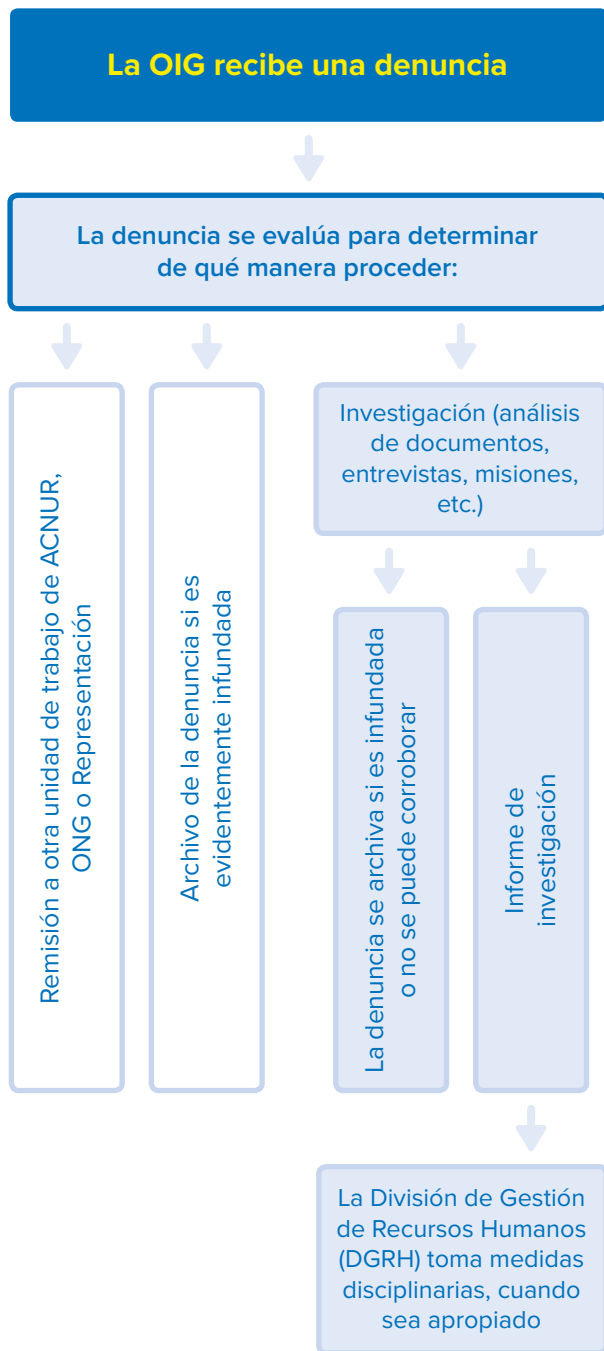 La OIG recibe una denuncia
La denuncia se evalúa para determinar
de qué manera proceder:
Remisión a otra unidad de trabajo de ACNUR,
ONG o Representación
Archivo de la denuncia si es
evidentemente infundada
Investigación (análisis
de documentos,
entrevistas, misiones,
etc.)
La denuncia se archiva si es infundada
o no se puede corroborar
Informe de
investigación
La División de Gestión
de Recursos Humanos
(DGRH) toma medidas
disciplinarias, cuando
sea apropiado